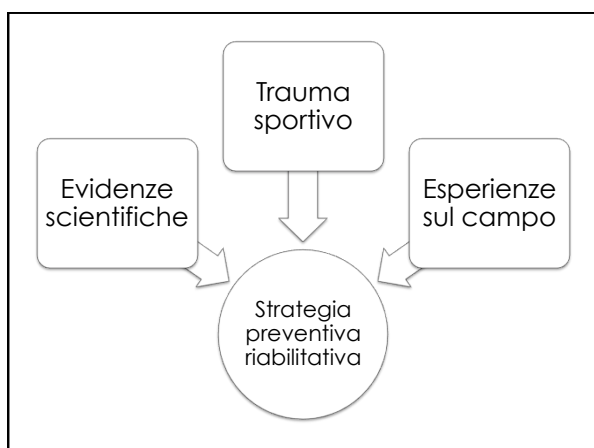 Trauma
sportivo
Evidenze
scientifiche
Esperienze
sul campo
Strategia
preventiva
riabilitativa